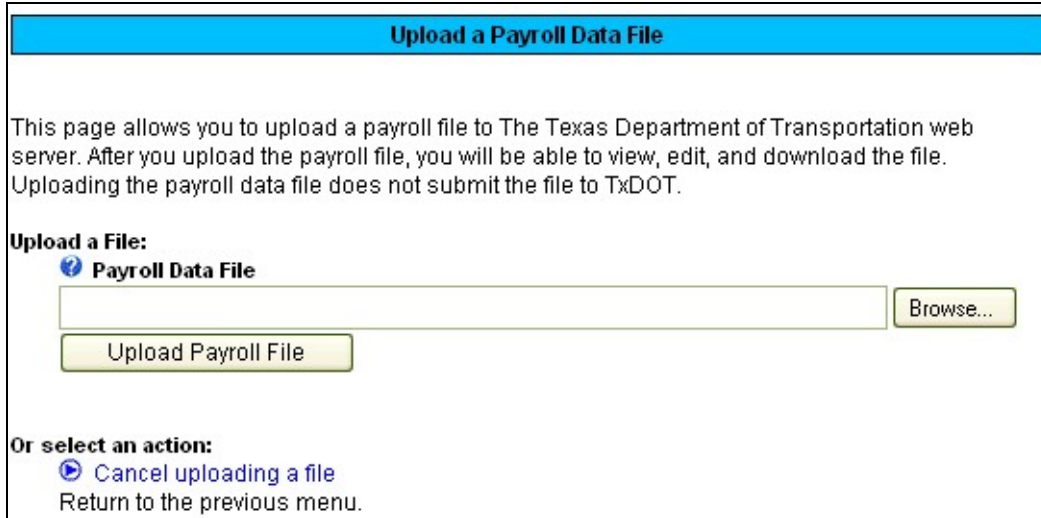 Upload a Payroll Data File
This page allows you to upload a payroll file to The Texas Department of Transportation web
server. After you upload the payroll file, you will be able to view, edit, and download the file.
Uploading the payroll data file does not submit the file to TxDOT.
Upload a File:
Payroll Data File
Browse...
Upload Payroll File
Or select an action:
Cancel uploading a file
Return to the previous menu.